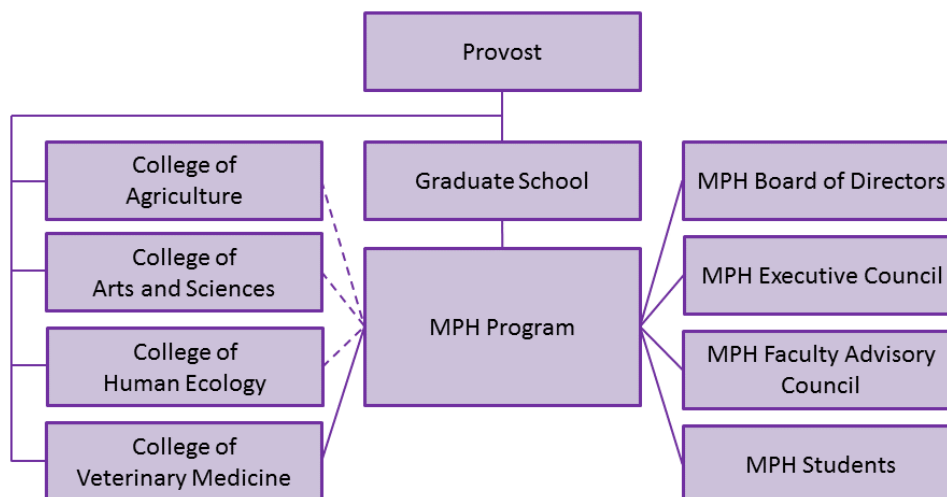 Provost
College of
Agriculture
Graduate School
MPH Board of Directors
College of
Arts and Sciences
MPH Program
MPH Executive Council
College of
Human Ecology
MPH Faculty Advisory
Council
College of
Veterinary Medicine
MPH Students